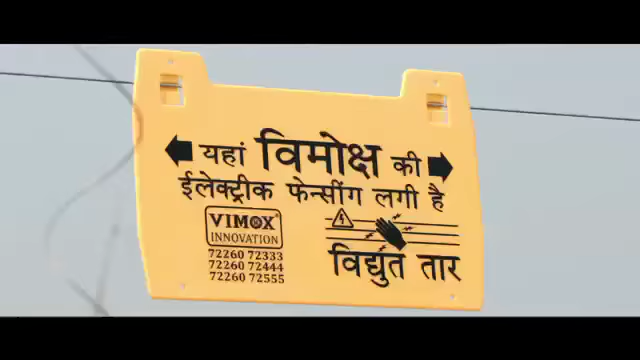 यहां विमोक्ष की
ईलेक्ट्रीक फेन्सींग लगी है
VIMOX
INNOVATION
72260 72333
72260 72444
72260 72555
विद्युत तार